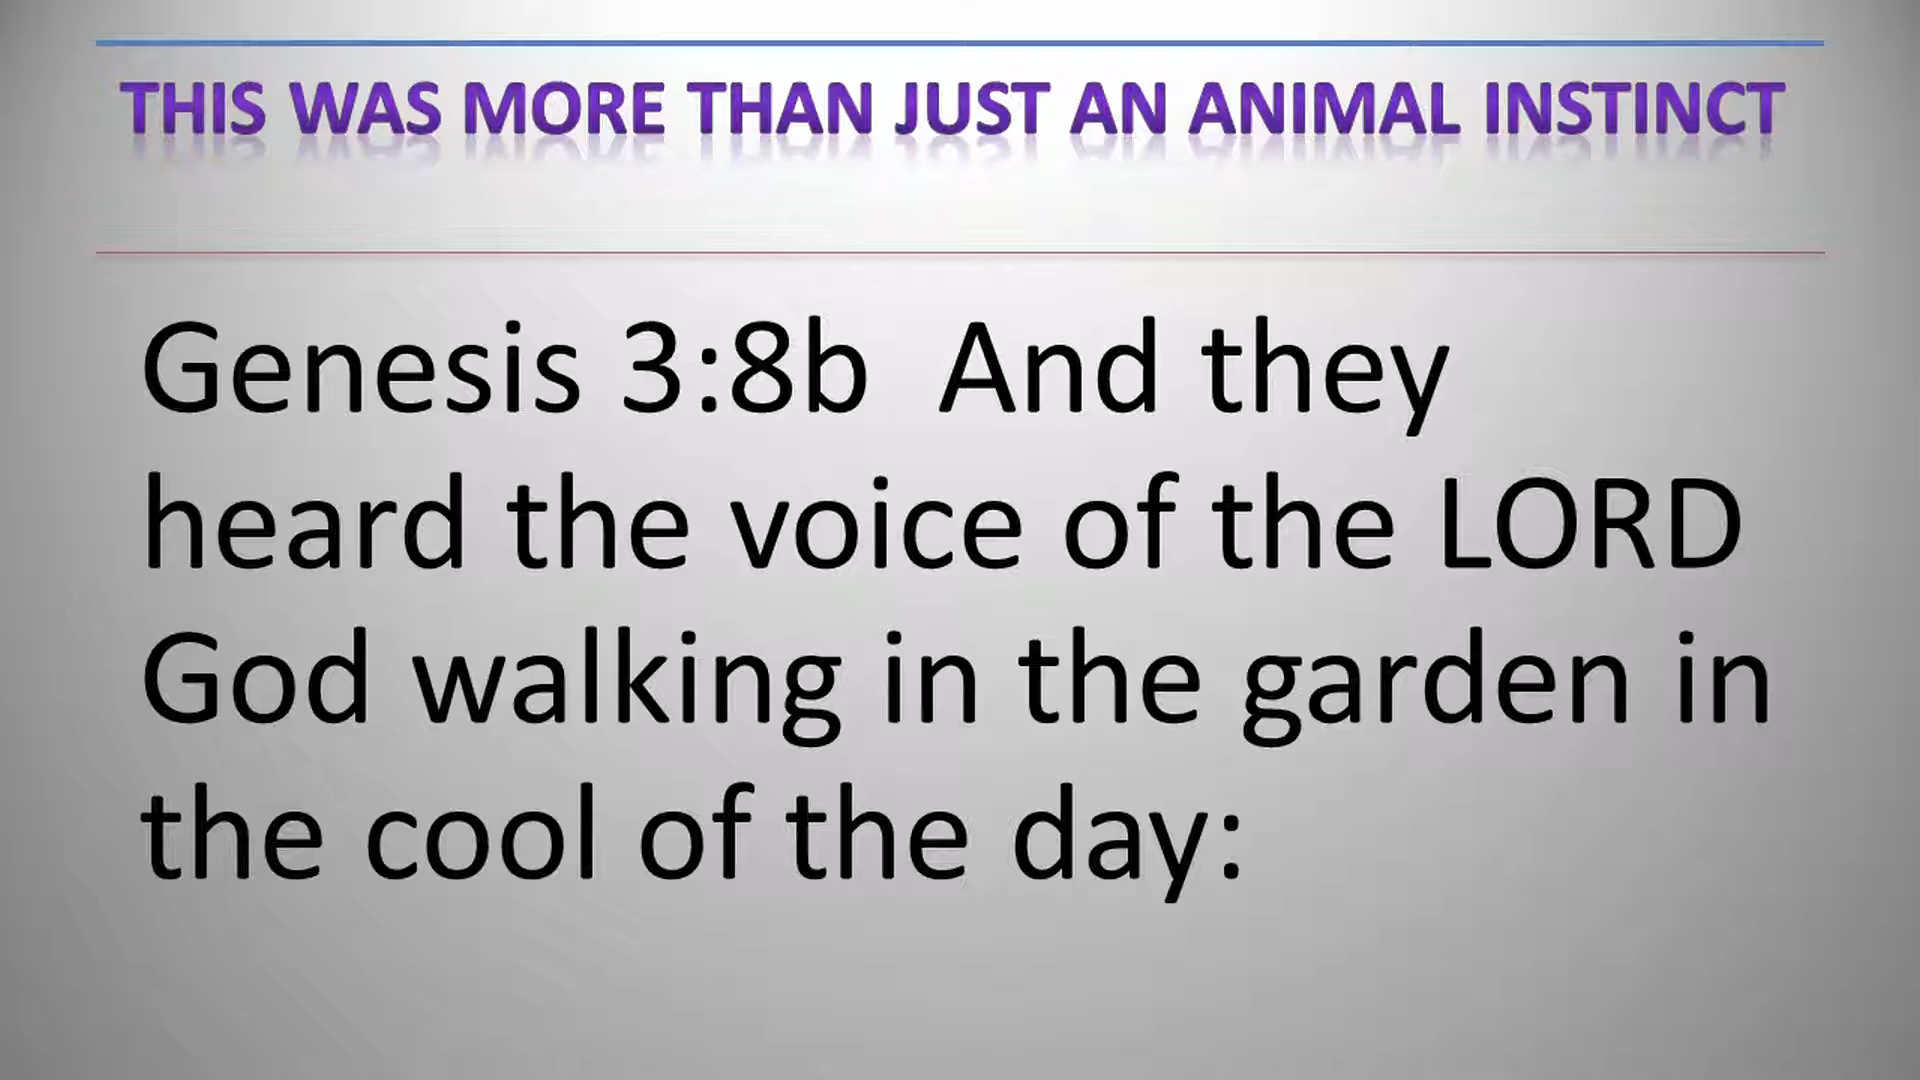 THIS WAS MORE THAN JUST AN ANIMAL INSTINCT
Genesis 3:8b  And they
heard the voice of the LORD
God walking in the garden in
the cool of the day: